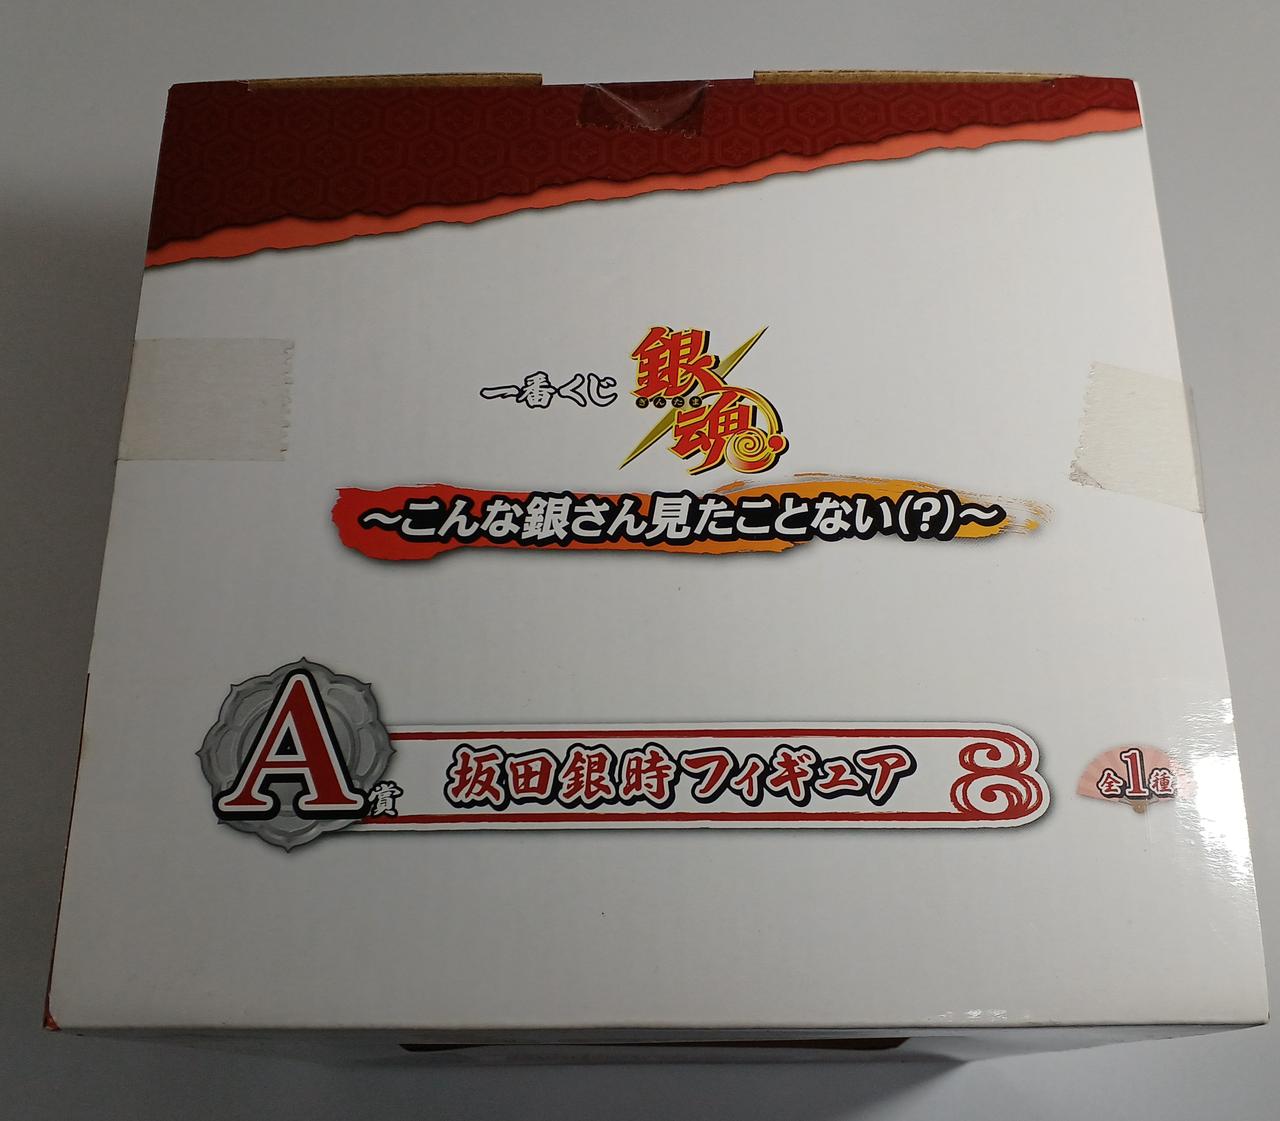 一番くじ 銀魂
ぎんたま
～こんな銀さん見たことない(?)～
A賞 坂田銀時フィギュア 全1種